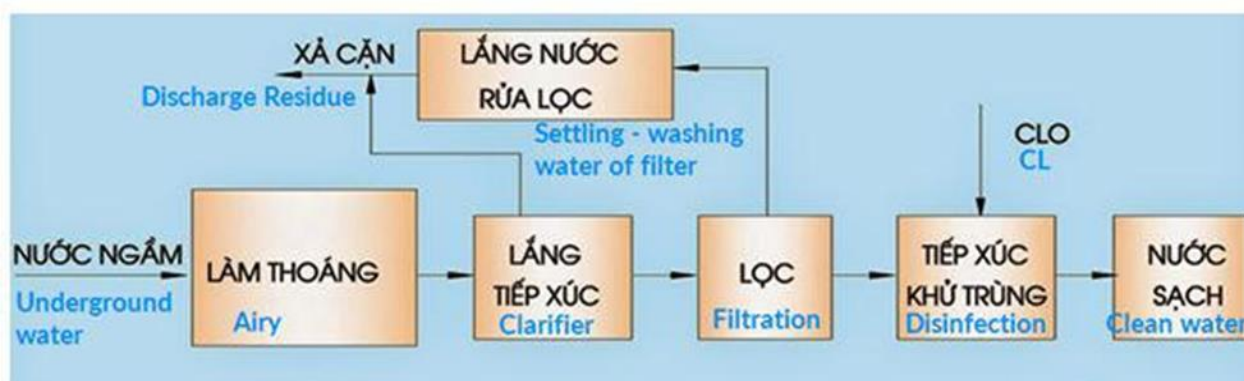 XẢ CẶN
Discharge Residue
LẮNG NƯỚC
RỬA LỌC
Settling - washing
water of filter
CLO
CL
NƯỚC NGẦM
Underground
water
LÀM THOÁNG
Airy
LẮNG
TIẾP XÚC
Clarifier
LỌC
Filtration
TIẾP XÚC
KHỬ TRÙNG
Disinfection
NƯỚC
SẠCH
Clean water